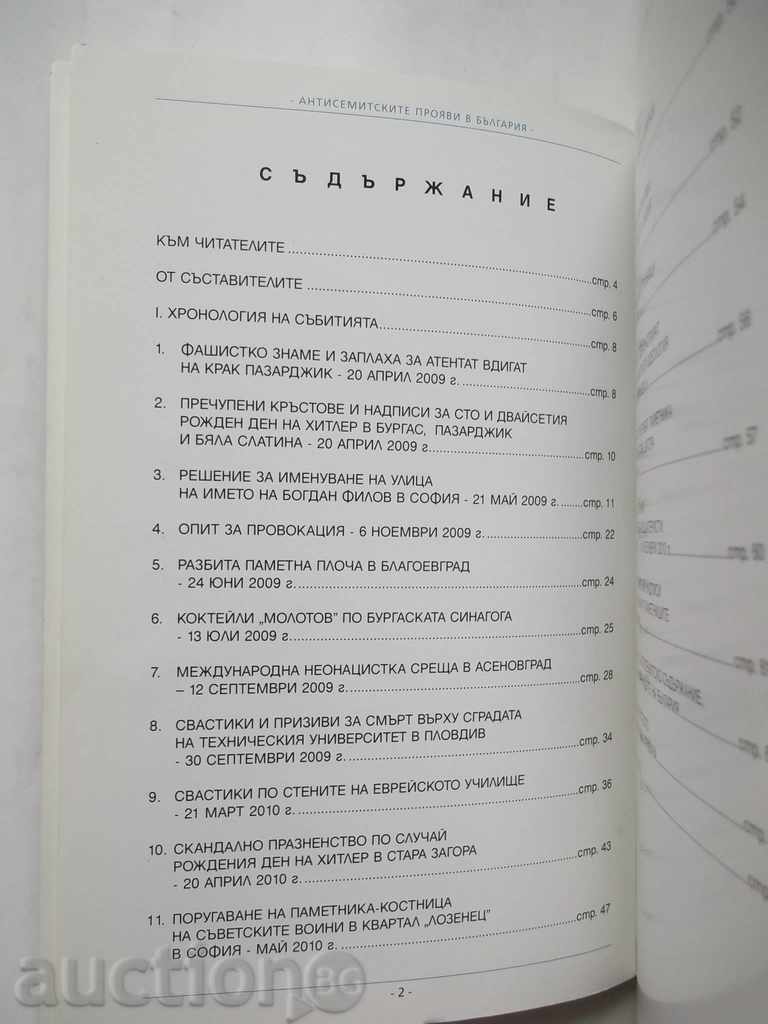 - АНТИСЕМИТСКИТЕ ПРОЯВИ В БЪЛГАРИЯ -
СЪДЪРЖАНИЕ
КЪМ ЧИТАТЕЛИТЕ ... стр. 4
ОТ СЪСТАВИТЕЛИТЕ ... стр. 6
I. ХРОНОЛОГИЯ НА СЪБИТИЯТА ... стр. 8
1. ФАШИСТКО ЗНАМЕ И ЗАПЛАХА ЗА АТЕНТАТ ВДИГАТ
НА КРАК ПАЗАРДЖИК - 20 АПРИЛ 2009 г. ... стр. 8
2. ПРЕЧУПЕНИ КРЪСТОВЕ И НАДПИСИ ЗА СТО И ДВАЙСЕТИЯ
РОЖДЕН ДЕН НА ХИТЛЕР В БУРГАС, ПАЗАРДЖИК
И БЯЛА СЛАТИНА - 20 АПРИЛ 2009 г. ... стр. 10
3. РЕШЕНИЕ ЗА ИМЕНУВАНЕ НА УЛИЦА
НА ИМЕТО НА БОГДАН ФИЛОВ В СОФИЯ - 21 МАЙ 2009 г. ... стр. 11
4. ОПИТ ЗА ПРОВОКАЦИЯ - 6 НОЕМВРИ 2009 г. ... стр. 22
5. РАЗБИТА ПАМЕТНА ПЛОЧА В БЛАГОЕВГРАД
- 24 ЮНИ 2009 г. ... стр. 24
6. КОКТЕЙЛИ „МОЛОТОВ" ПО БУРГАСКАТА СИНАГОГА
- 13 ЮЛИ 2009 г. ... стр. 25
7. МЕЖДУНАРОДНА НЕОНАЦИСТКА СРЕЩА В АСЕНОВГРАД
– 12 СЕПТЕМВРИ 2009 г. ... стр. 28
8. СВАСТИКИ И ПРИЗИВИ ЗА СМЪРТ ВЪРХУ СГРАДАТА
НА ТЕХНИЧЕСКИЯ УНИВЕРСИТЕТ В ПЛОВДИВ
- 30 СЕПТЕМВРИ 2009 г. ... стр. 34
9. СВАСТИКИ ПО СТЕНИТЕ НА ЕВРЕЙСКОТО УЧИЛИЩЕ
- 21 МАРТ 2010 г. ... стр. 36
10. СКАНДАЛНО ПРАЗНЕНСТВО ПО СЛУЧАЙ
РОЖДЕНИЯ ДЕН НА ХИТЛЕР В СТАРА ЗАГОРА
- 20 АПРИЛ 2010 г. ... стр. 43
11. ПОРУГАВАНЕ НА ПАМЕТНИКА-КОСТНИЦА
НА СЪВЕТСКИТЕ ВОИНИ В КВАРТАЛ „ЛОЗЕНЕЦ"
В СОФИЯ - МАЙ 2010 г. ... стр. 47
- 2 -
стр. 57
auction.bg